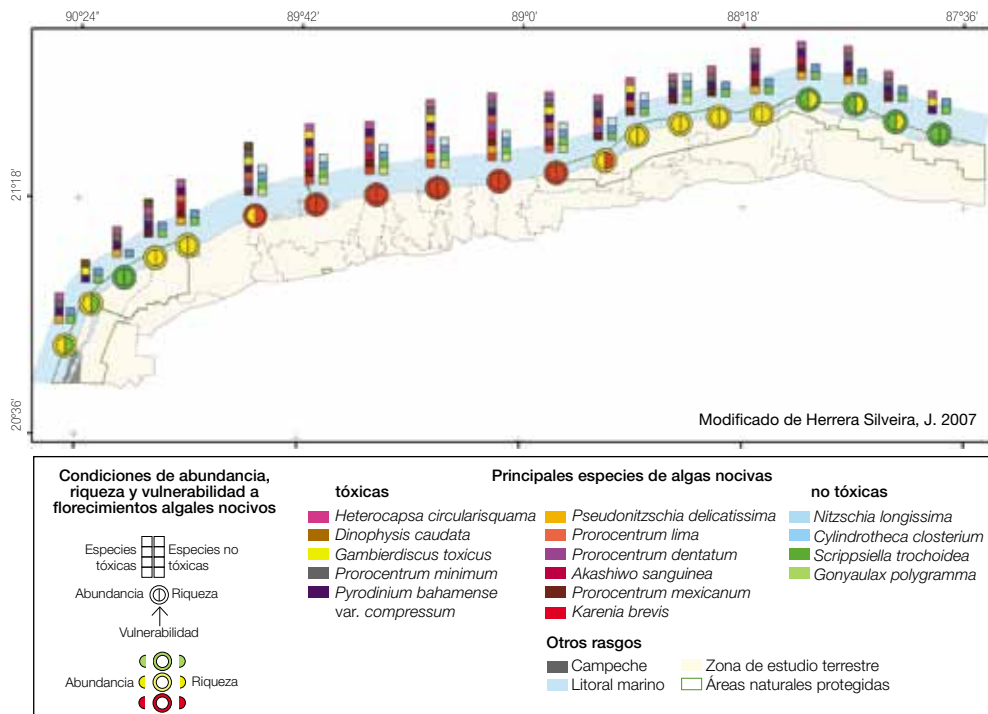 90°24"
89°42"
89°0"
88°18"
87°36"
21°18"
20°36"
Modificado de Herrera Silveira, J. 2007
Condiciones de abundancia,
riqueza y vulnerabilidad a
florecimientos algales nocivos
Especies
tóxicas
Especies no
tóxicas
Abundancia
Riqueza
Vulnerabilidad
Abundancia
Riqueza
Principales especies de algas nocivas
tóxicas
Heterocapsa circularisquama
Dinophysis caudata
Gambierdiscus toxicus
Prorocentrum minimum
Pyrodinium bahamense
var. compressum
Pseudonitzschia delicatissima
Prorocentrum lima
Prorocentrum dentatum
Akashiwo sanguinea
Prorocentrum mexicanum
Karenia brevis
no tóxicas
Nitzschia longissima
Cylindrotheca closterium
Scrippsiella trochoidea
Gonyaulax polygramma
Otros rasgos
Campeche
Litoral marino
Zona de estudio terrestre
Áreas naturales protegidas